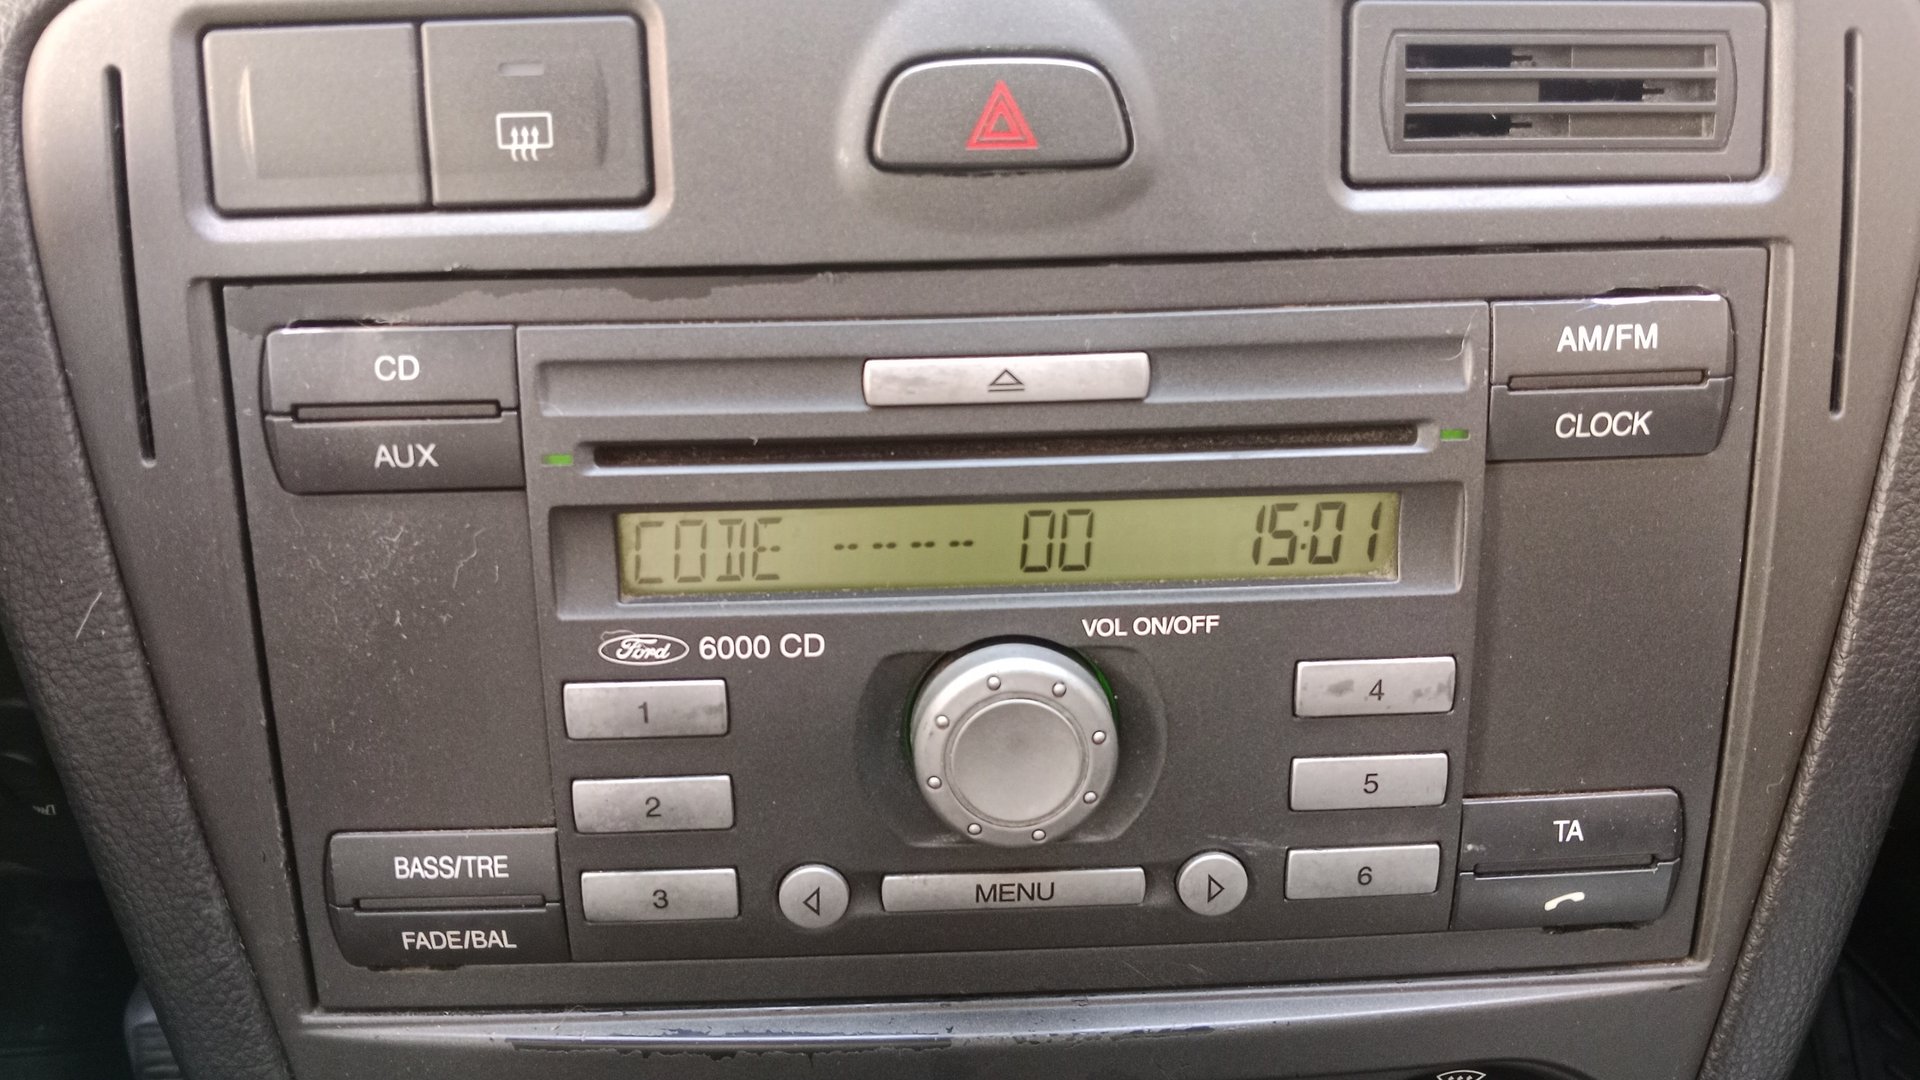 CD
AUX
AM/FM
CLOCK
CODE ---- 00 15:01
Ford 6000 CD
VOL ON/OFF
1
2
3
4
5
6
MENU
BASS/TRE
FADE/BAL
TA